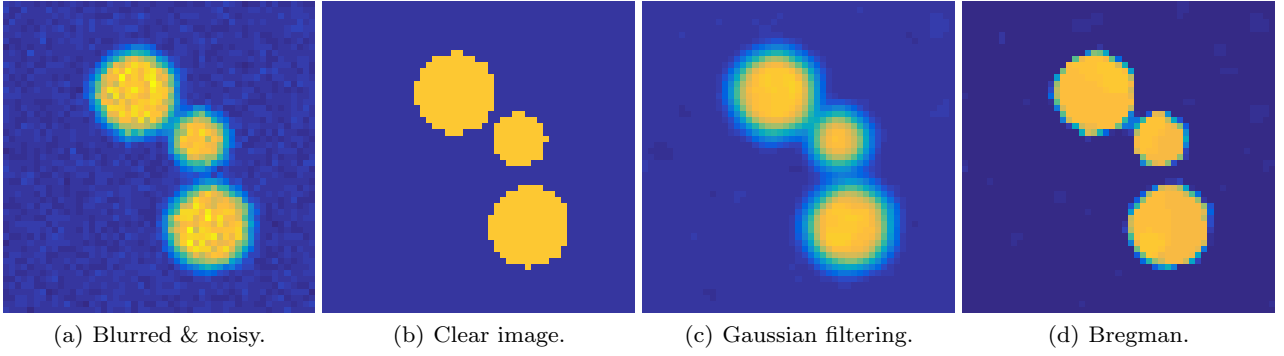 (a) Blurred & noisy.
(b) Clear image.
(c) Gaussian filtering.
(d) Bregman.